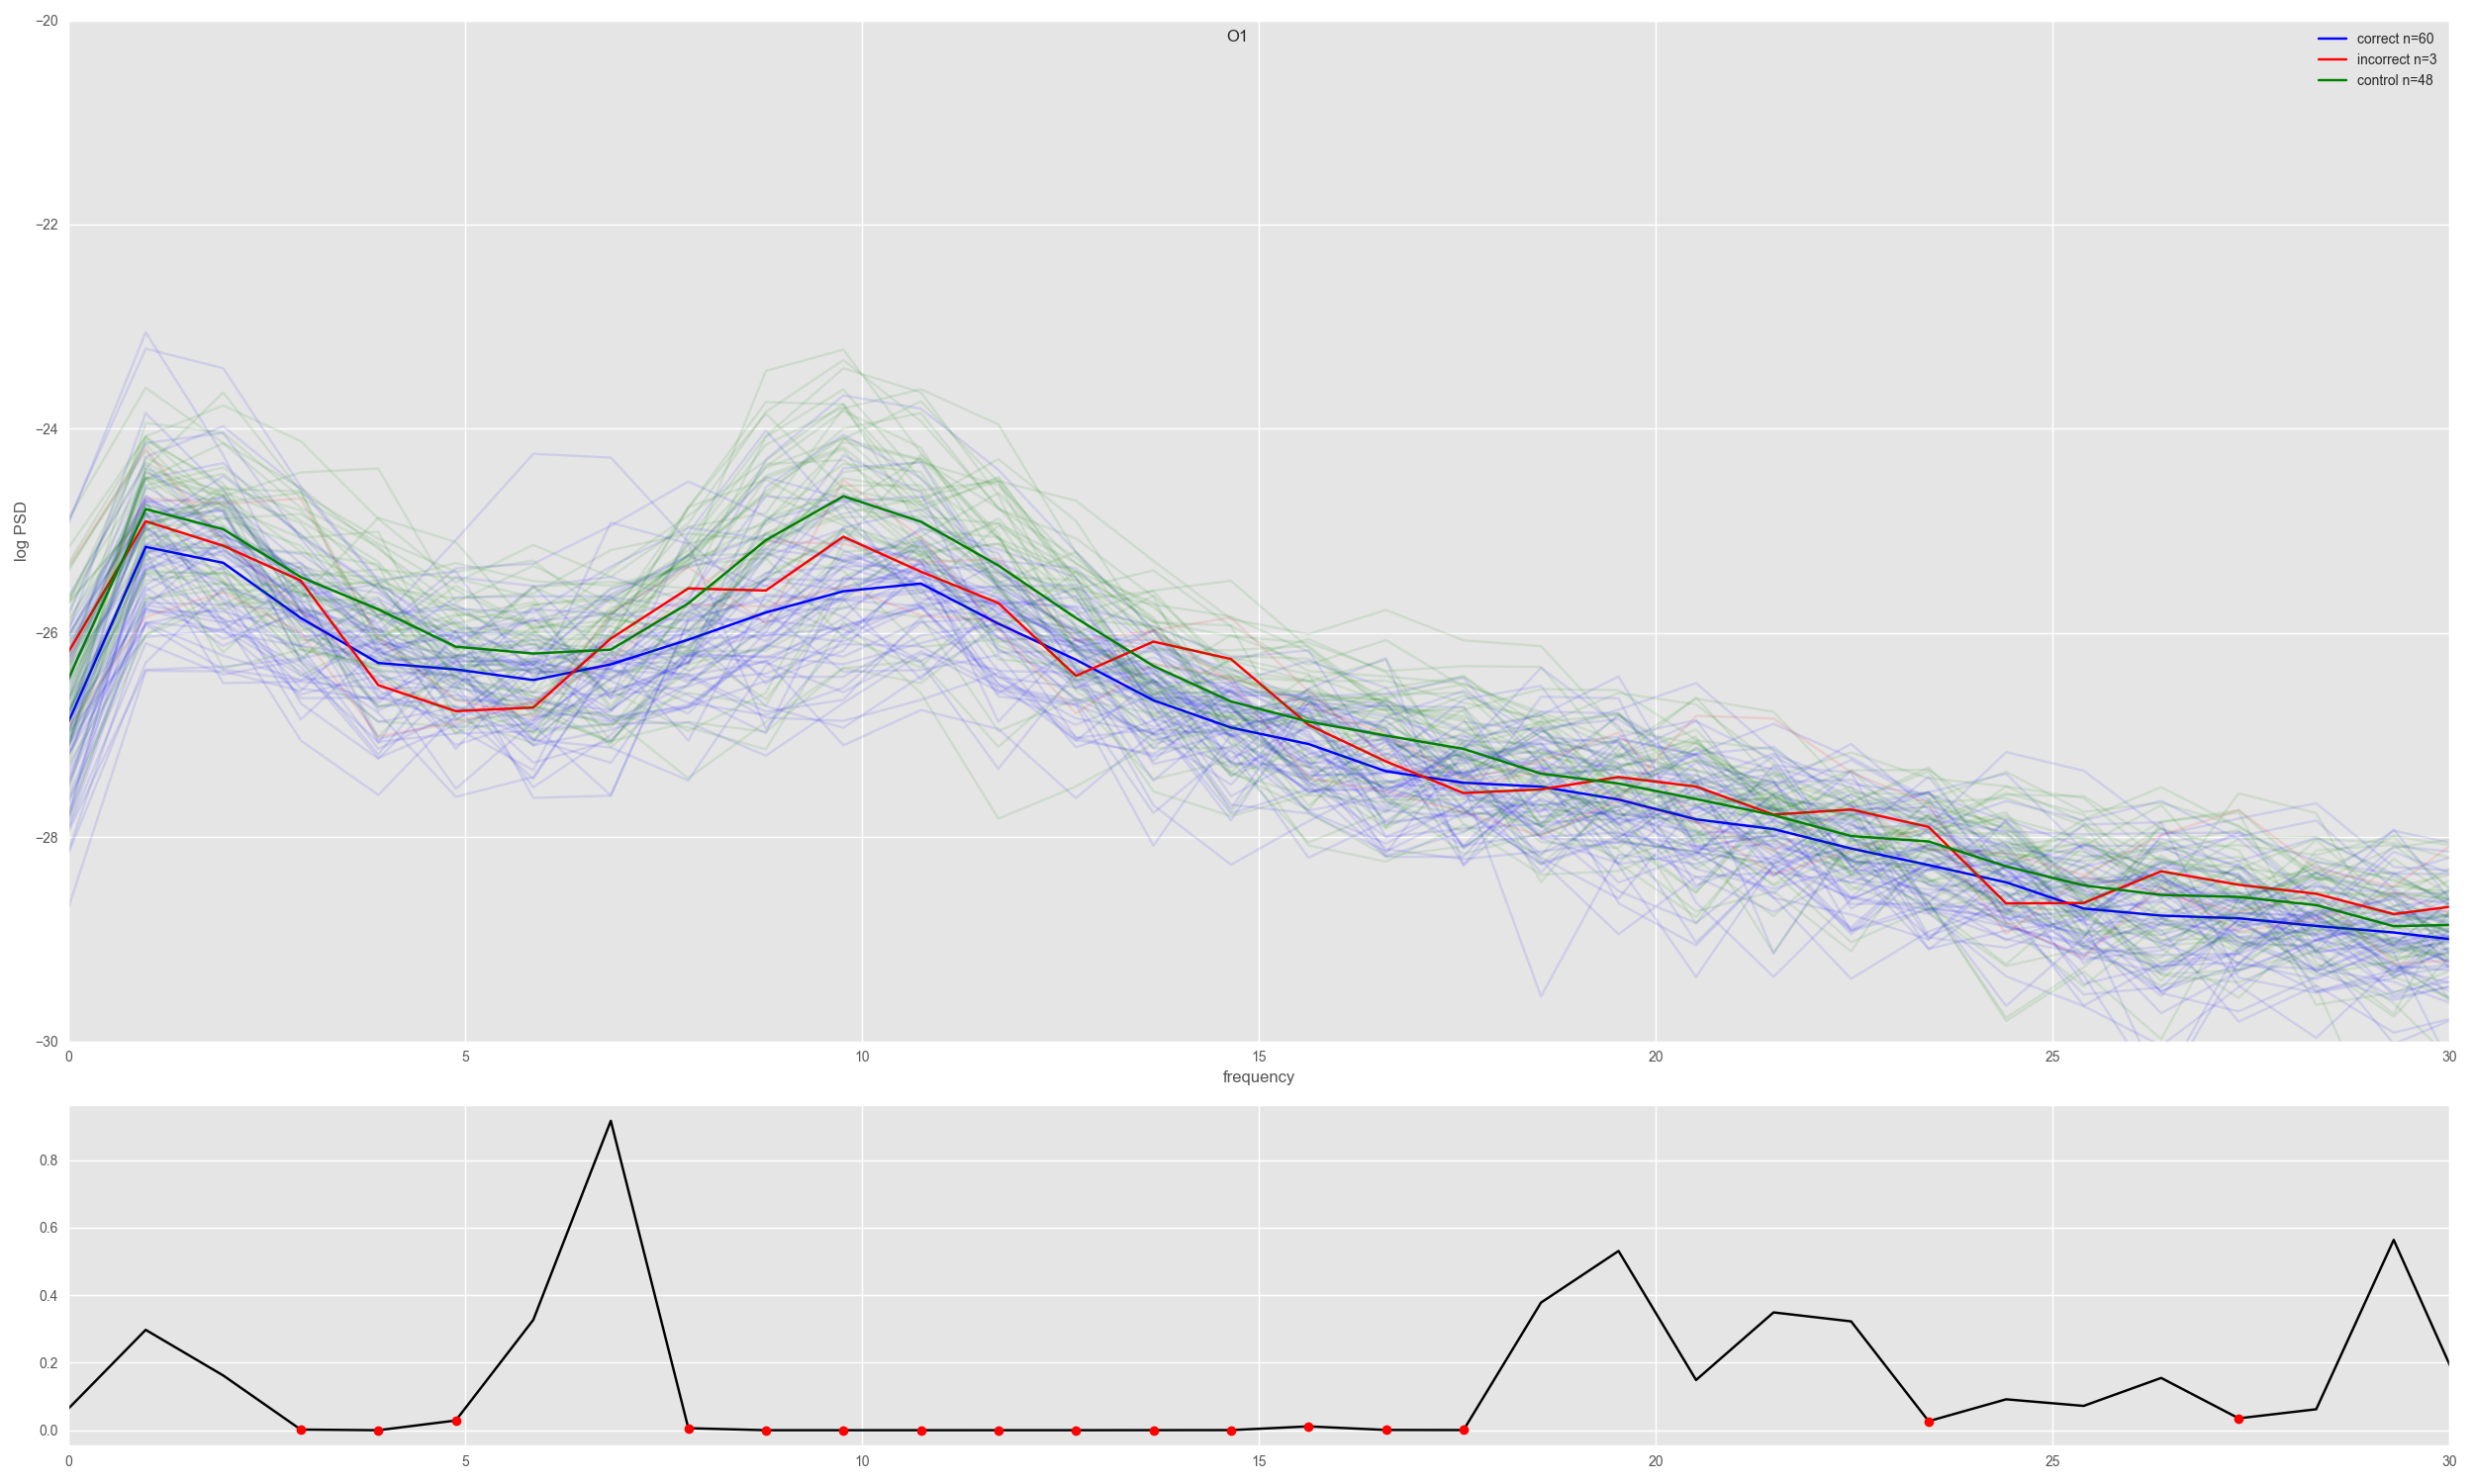 O1
correct n=60
incorrect n=3
control n=48
−20
−22
−24
−26
−28
−30
log PSD
0 5 10 15 20 25 30
frequency
0.8
0.6
0.4
0.2
0.0
0 5 10 15 20 25 30